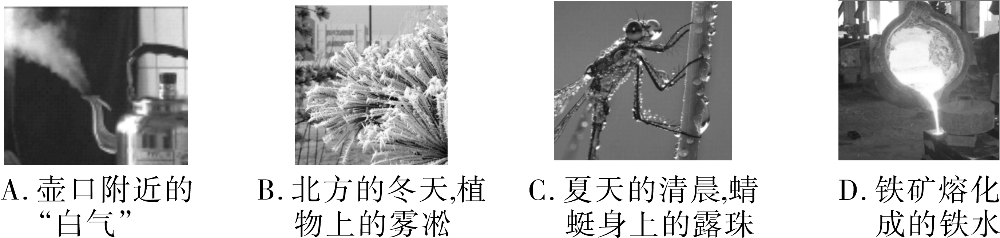 A. 壶口附近的
“白气”
B. 北方的冬天,植
物上的雾凇
C. 夏天的清晨,蜻
蜓身上的露珠
D. 铁矿熔化
成的铁水